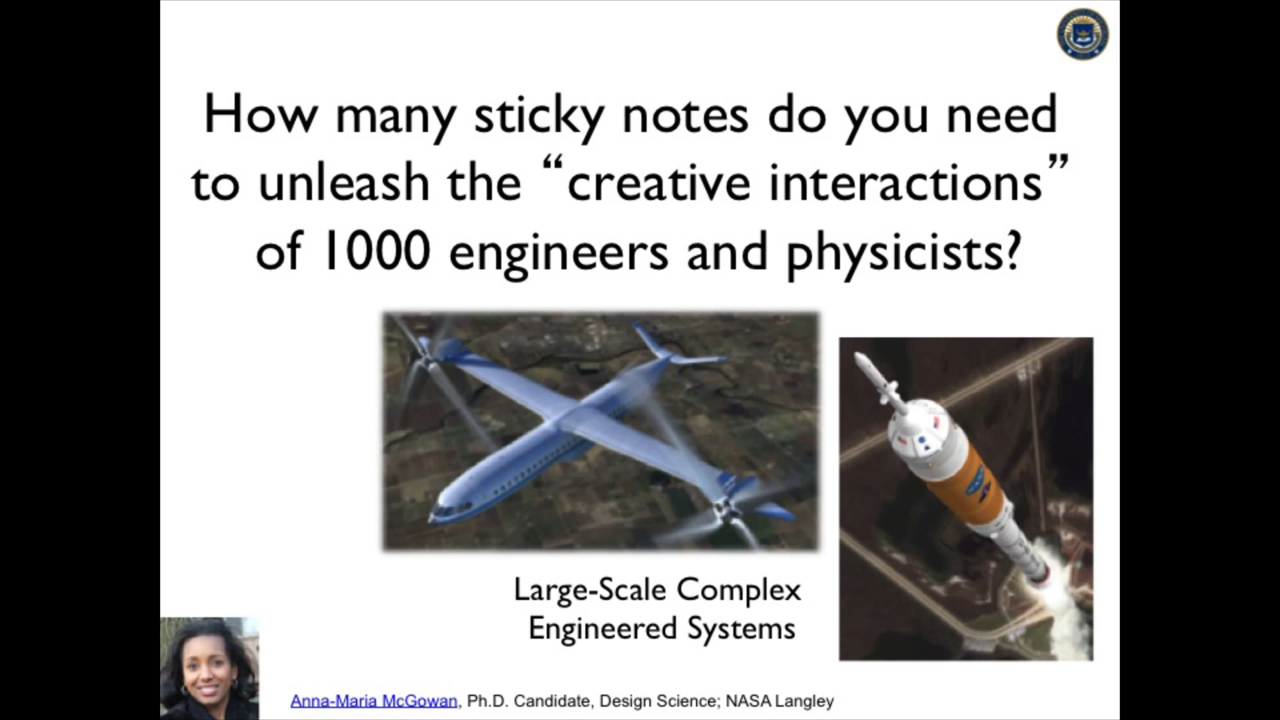 How many sticky notes do you need
to unleash the “creative interactions”
of 1000 engineers and physicists?
Large-Scale Complex
Engineered Systems
Anna-Maria McGowan, Ph.D. Candidate, Design Science; NASA Langley